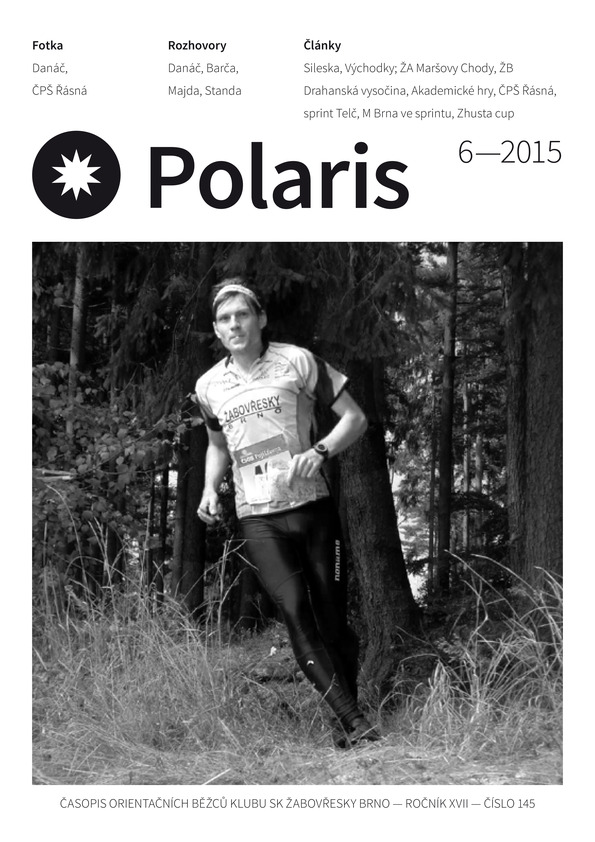 Fotka
Danáč,
ČPŠ Řásná
Rozhovory
Danáč, Barča,
Majda, Standa
Články
Sileska, Východky; ŽA Maršovy Chody, ŽB
Drahanská vysočina, Akademické hry, ČPŠ Řásná,
sprint Telč, M Brna ve sprintu, Zhusta cup
Polaris
6—2015
ŽABOVŘESKY
BRNO
noname
ČASOPIS ORIENTAČNÍCH BĚŽCŮ KLUBU SK ŽABOVŘESKY BRNO — ROČNÍK XVII — ČÍSLO 145